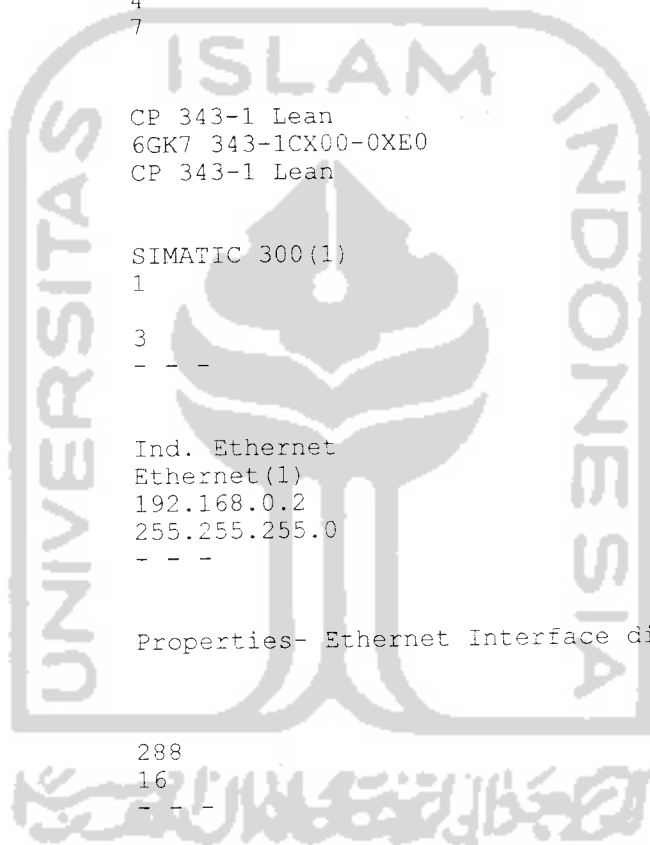 4
7
ISLAM
UNIVERSITAS
INDONESIA
CP 343-1 Lean
6GK7 343-1CX00-0XE0
CP 343-1 Lean
SIMATIC 300(1)
1
3
- - -
Ind. Ethernet
Ethernet(1)
192.168.0.2
255.255.255.0
- - -
Properties- Ethernet Interface di
288
16
- - -